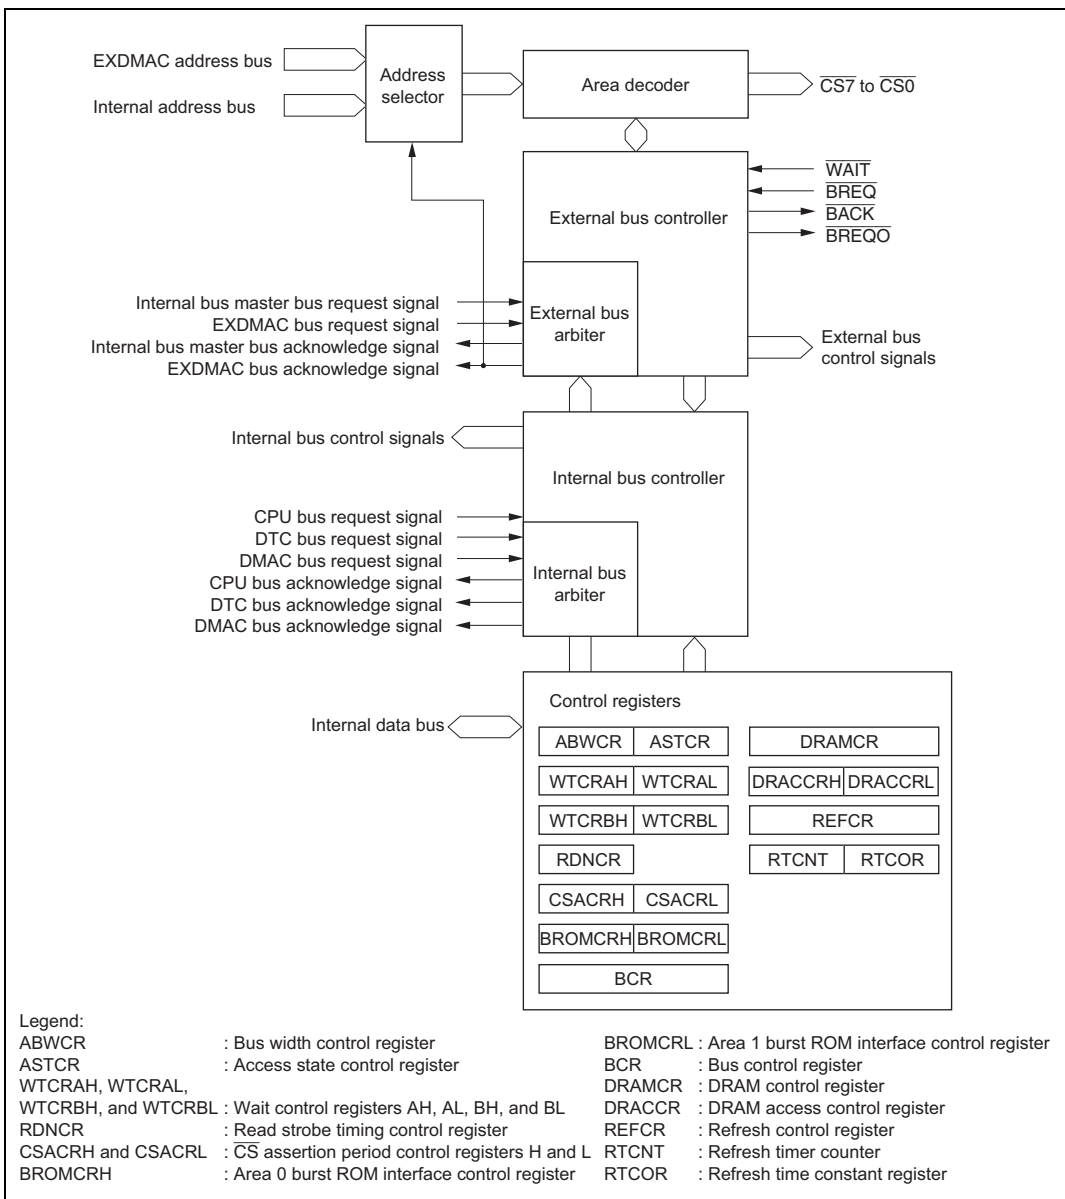 EXDMAC address bus
Internal address bus
Address
selector
Area decoder
CS7 to CS0
WAIT
BREQ
BACK
BREQO
External bus controller
Internal bus master bus request signal
EXDMAC bus request signal
Internal bus master bus acknowledge signal
EXDMAC bus acknowledge signal
External bus
arbiter
External bus
control signals
Internal bus control signals
Internal bus controller
CPU bus request signal
DTC bus request signal
DMAC bus request signal
CPU bus acknowledge signal
DTC bus acknowledge signal
DMAC bus acknowledge signal
Internal bus
arbiter
Internal data bus
Control registers
ABWCR ASTCR DRAMCR
WTCRAH WTCRAL DRACCRH DRACCRL
WTCRBH WTCRBL REFCR
RDNCR RTCNT RTCOR
CSACRH CSACRL
BROMCRH BROMCRL
BCR
Legend:
ABWCR : Bus width control register
ASTCR : Access state control register
WTCRAH, WTCRAL,
WTCRBH, and WTCRBL : Wait control registers AH, AL, BH, and BL
RDNCR : Read strobe timing control register
CSACRH and CSACRL : CS assertion period control registers H and L
BROMCRH : Area 0 burst ROM interface control register
BROMCRL : Area 1 burst ROM interface control register
BCR : Bus control register
DRAMCR : DRAM control register
DRACCR : DRAM access control register
REFCR : Refresh control register
RTCNT : Refresh timer counter
RTCOR : Refresh time constant register